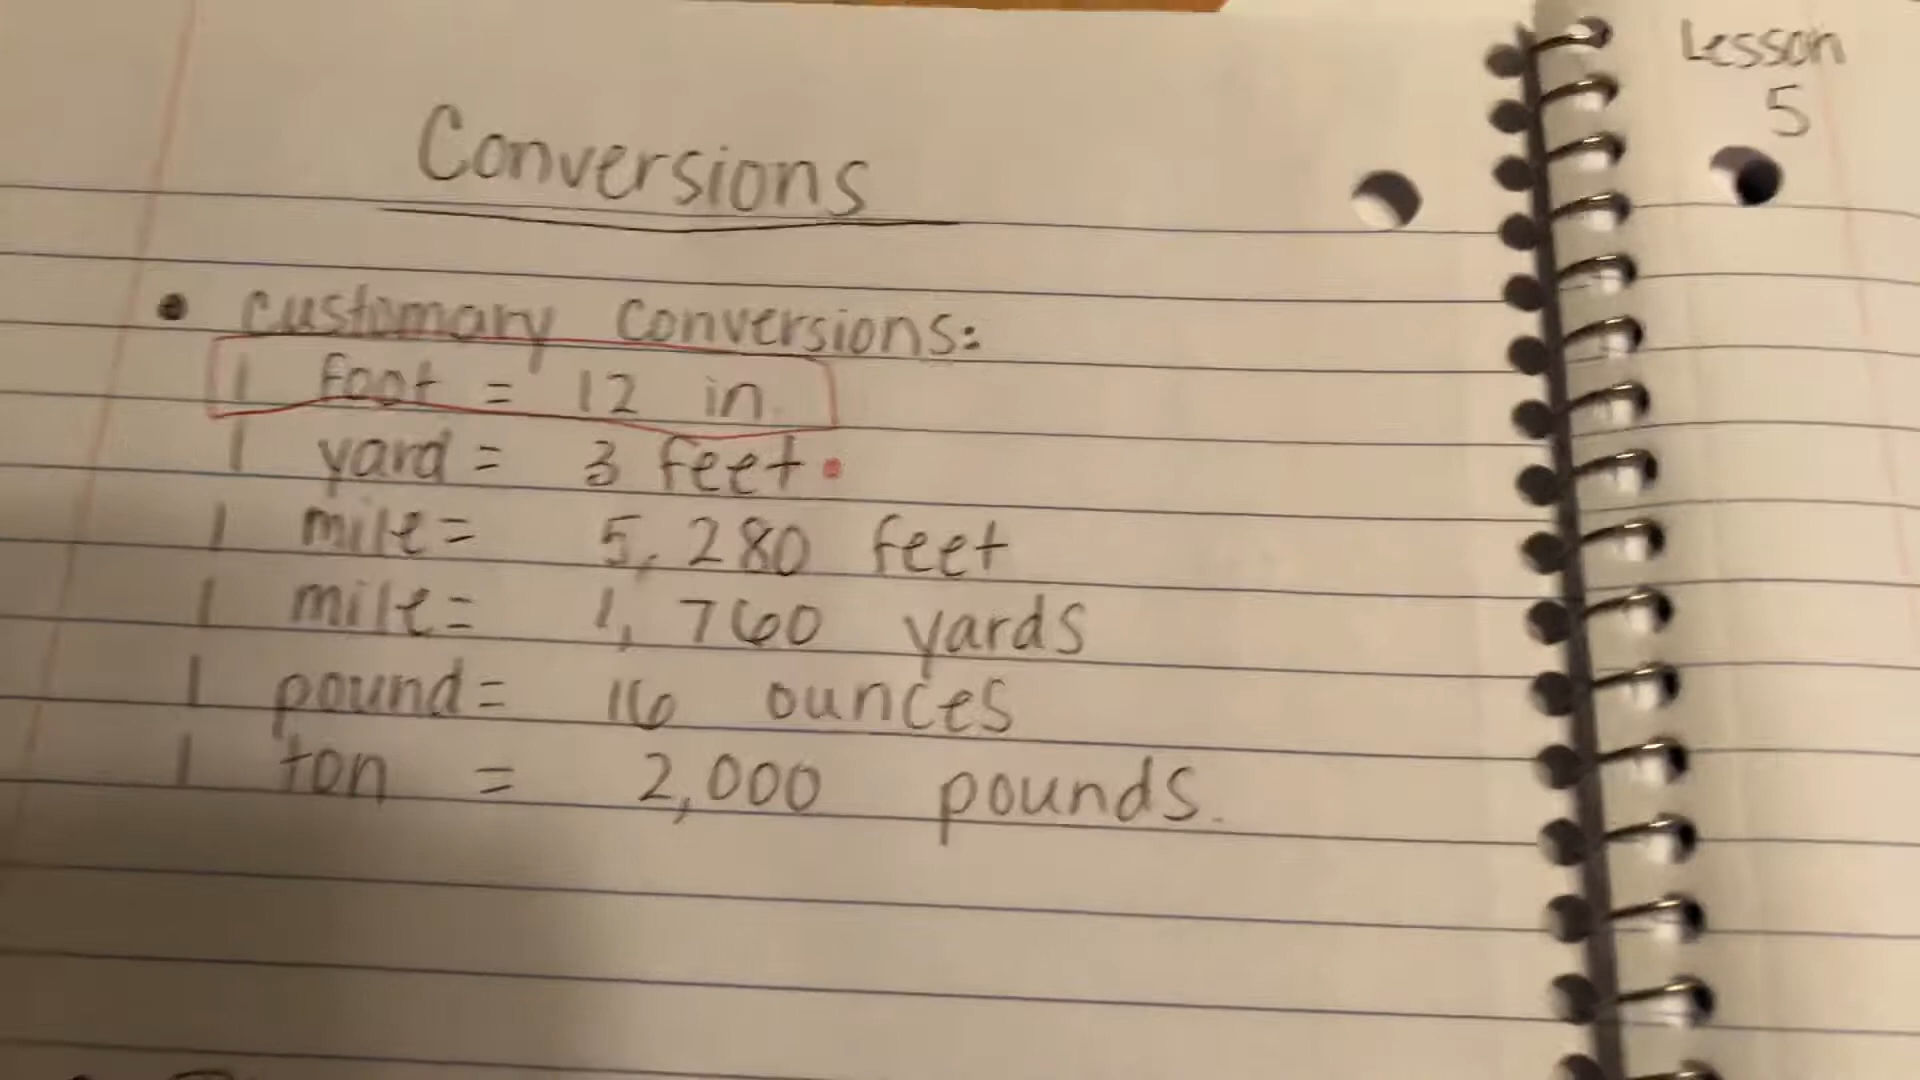 Conversions
Lesson
5
• customary conversions:
1 foot = 12 in.
1 yard = 3 feet
1 mile = 5,280 feet
1 mile = 1,760 yards
1 pound = 16 ounces
1 ton = 2,000 pounds.